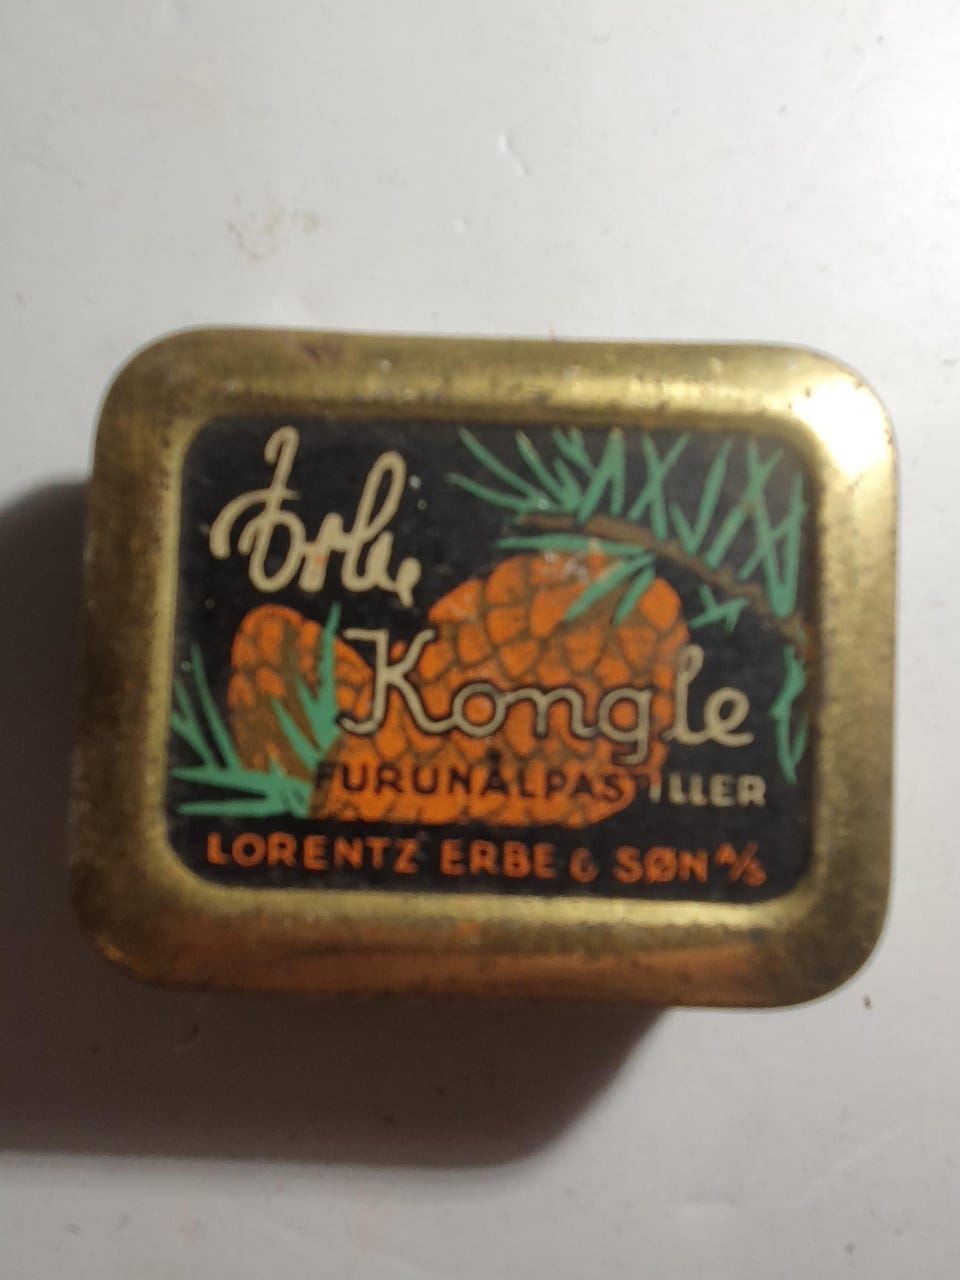 Erbe
Kongle
FURUNÅLPASTILLER
LORENTZ ERBE & SØN A/S